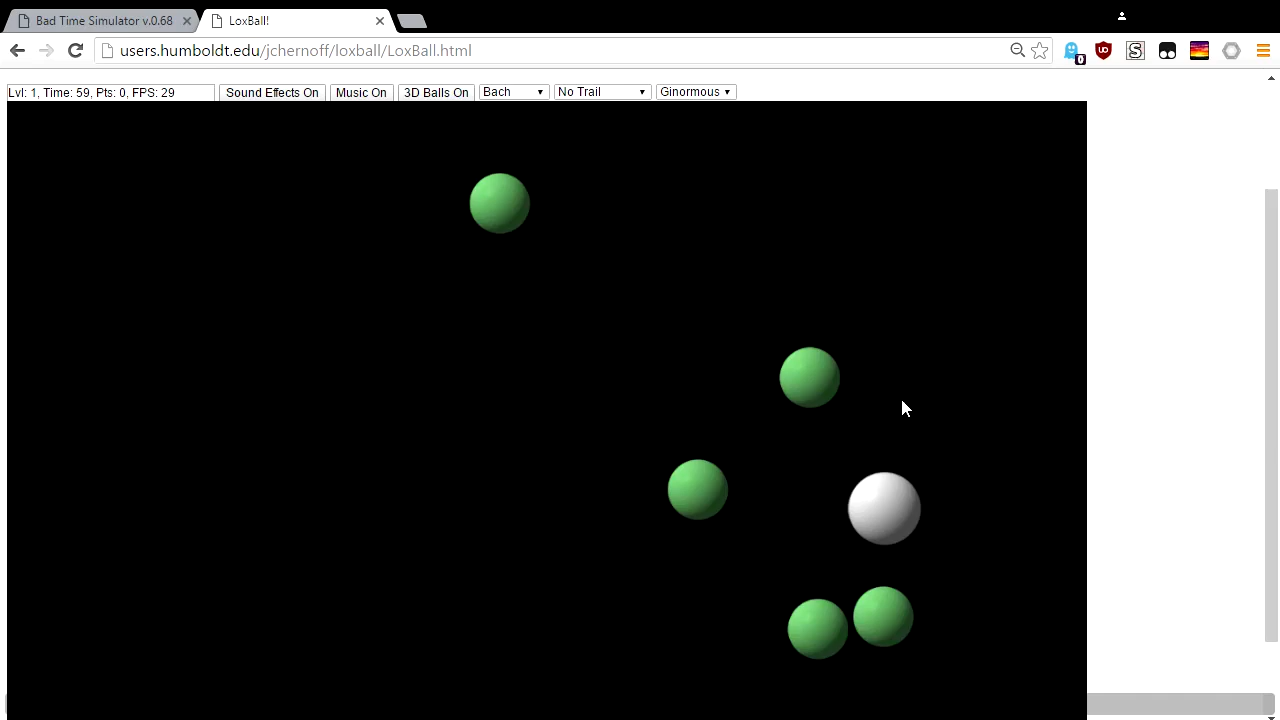 Bad Time Simulator v.0.68
LoxBall!
users.humboldt.edu/jchernoff/loxball/LoxBall.html
0
Lvl: 1, Time: 59, Pts: 0, FPS: 29
Sound Effects On
Music On
3D Balls On
Bach
No Trail
Ginormous